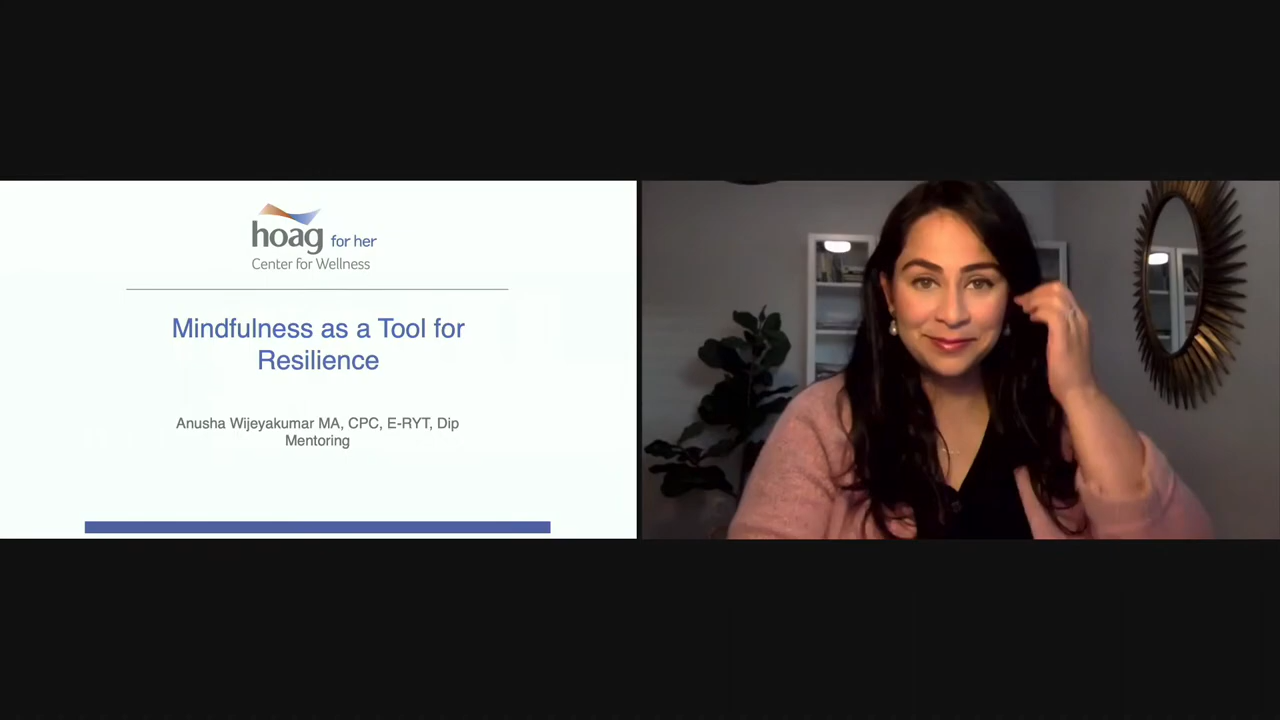 hoag for her
Center for Wellness
Mindfulness as a Tool for
Resilience
Anusha Wijeyakumar MA, CPC, E-RYT, Dip
Mentoring